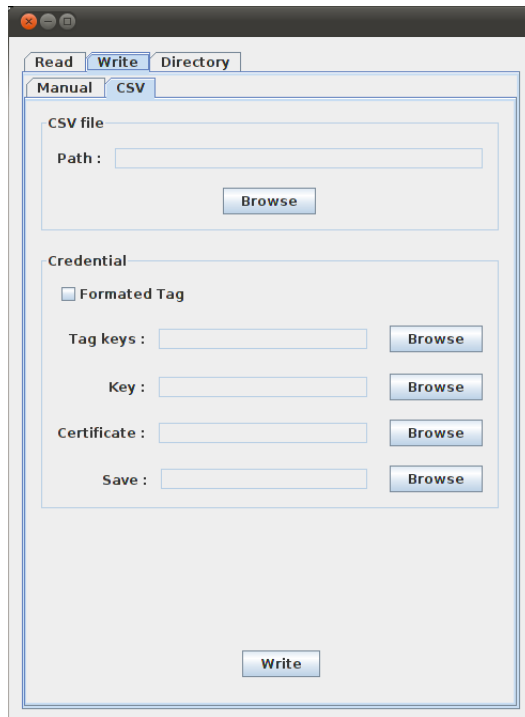 Read Write Directory
Manual CSV
CSV file
Path :
Browse
Credential
Formated Tag
Tag keys : Browse
Key : Browse
Certificate : Browse
Save : Browse
Write